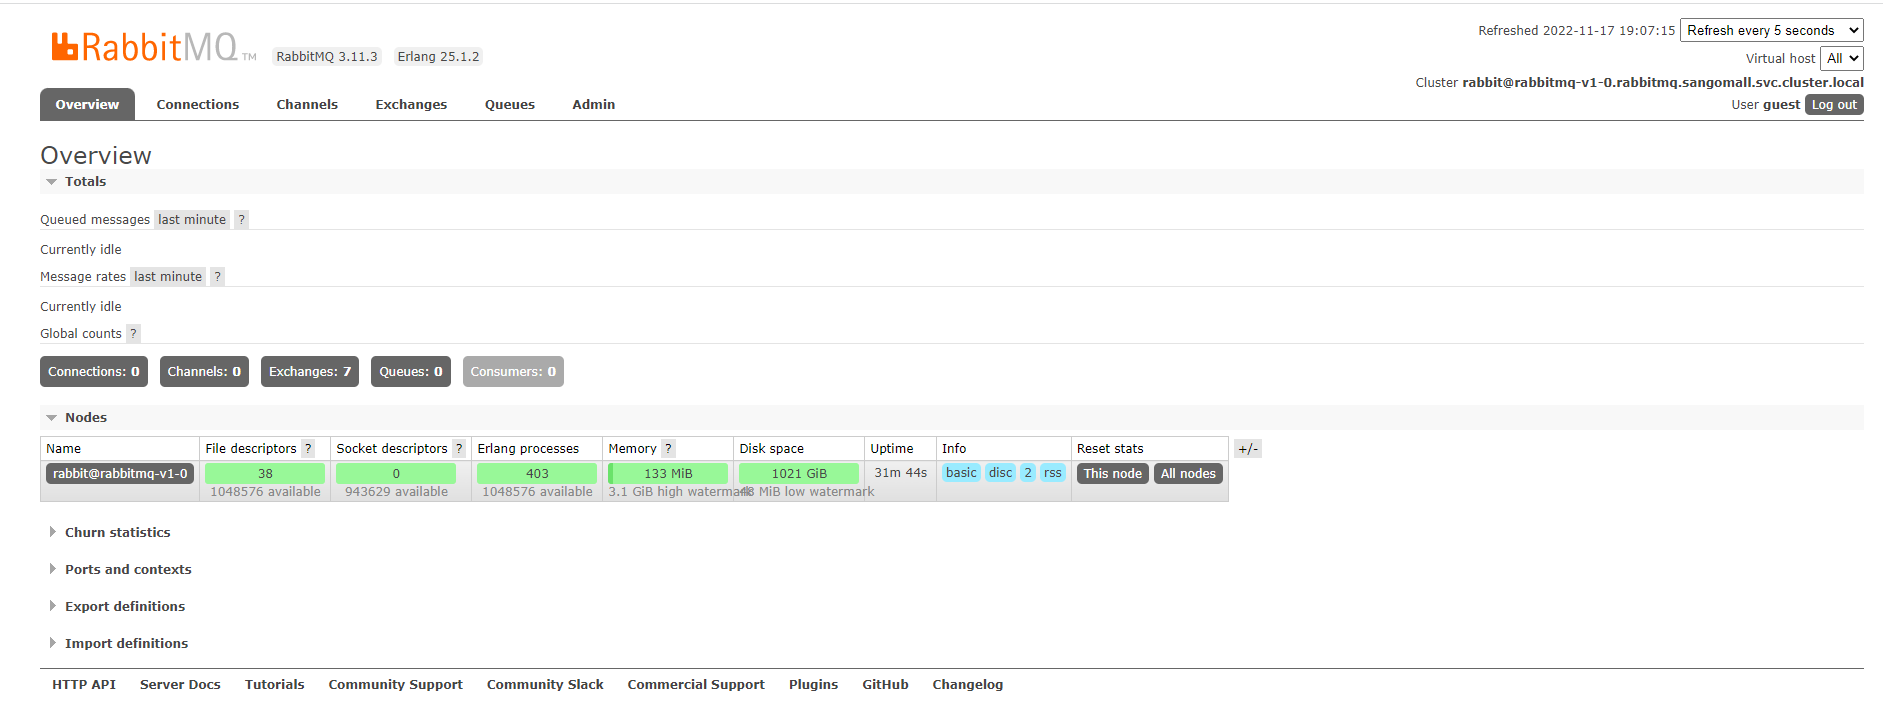 RabbitMQ TM RabbitMQ 3.11.3 Erlang 25.1.2
Refreshed 2022-11-17 19:07:15 Refresh every 5 seconds
Virtual host All
Cluster rabbit@rabbitmq-v1-0.rabbitmq.sangomall.svc.cluster.local
User guest Log out
Overview Connections Channels Exchanges Queues Admin
Overview
Totals
Queued messages last minute ?
Currently idle
Message rates last minute ?
Currently idle
Global counts ?
Connections: 0 Channels: 0 Exchanges: 7 Queues: 0 Consumers: 0
Nodes
Name File descriptors ? Socket descriptors ? Erlang processes Memory ? Disk space Uptime Info Reset stats +/-
rabbit@rabbitmq-v1-0 38 0 403 133 MiB 1021 GiB 31m 44s basic disc 2 rss This node All nodes
1048576 available 943629 available 1048576 available 3.1 GiB high watermark 48 MiB low watermark
Churn statistics
Ports and contexts
Export definitions
Import definitions
HTTP API Server Docs Tutorials Community Support Community Slack Commercial Support Plugins GitHub Changelog